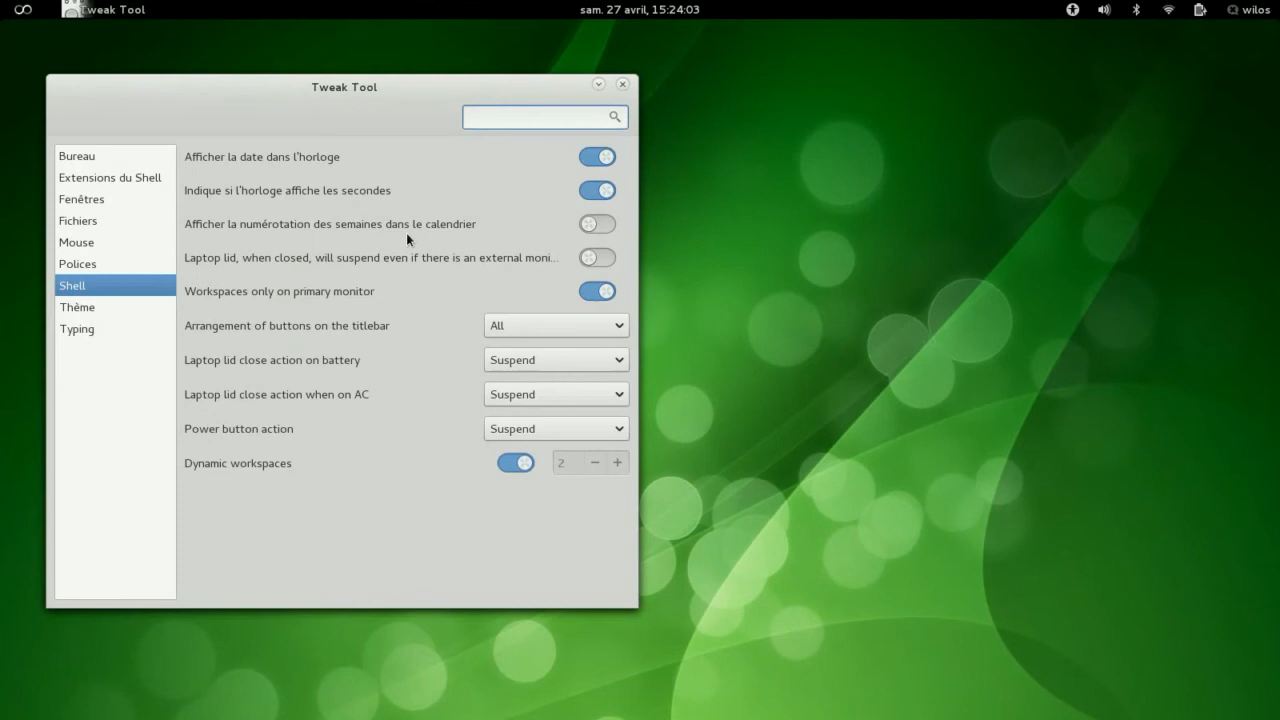 Tweak Tool
sam. 27 avril, 15:24:03
wilos
Tweak Tool
Bureau
Extensions du Shell
Fenêtres
Fichiers
Mouse
Polices
Shell
Thème
Typing
Afficher la date dans l'horloge
Indique si l'horloge affiche les secondes
Afficher la numérotation des semaines dans le calendrier
Laptop lid, when closed, will suspend even if there is an external moni...
Workspaces only on primary monitor
Arrangement of buttons on the titlebar All
Laptop lid close action on battery Suspend
Laptop lid close action when on AC Suspend
Power button action Suspend
Dynamic workspaces 2 − +